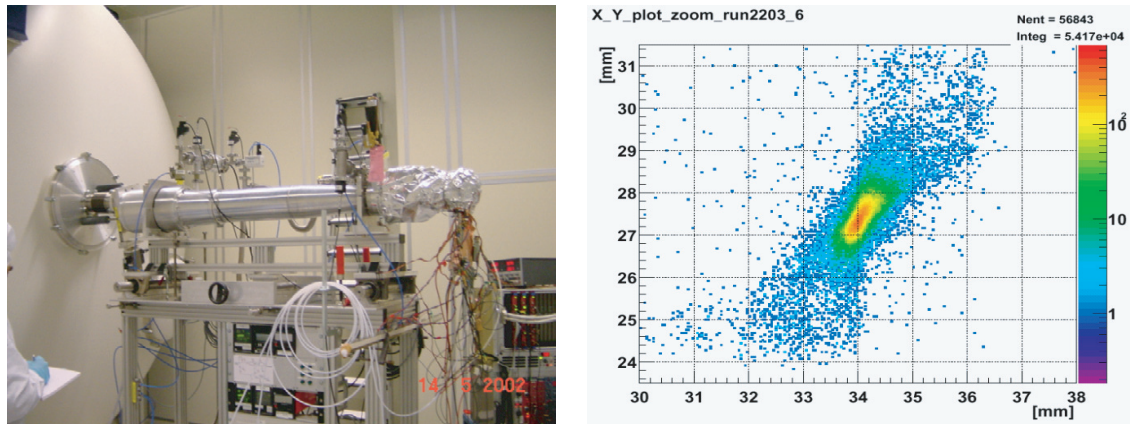 14 5 2002
X_Y_plot_zoom_run2203_6
Nent = 56843
Integ = 5.417e+04
[mm]
31
30
29
28
27
26
25
24
30 31 32 33 34 35 36 37 38
[mm]
10²
10
1